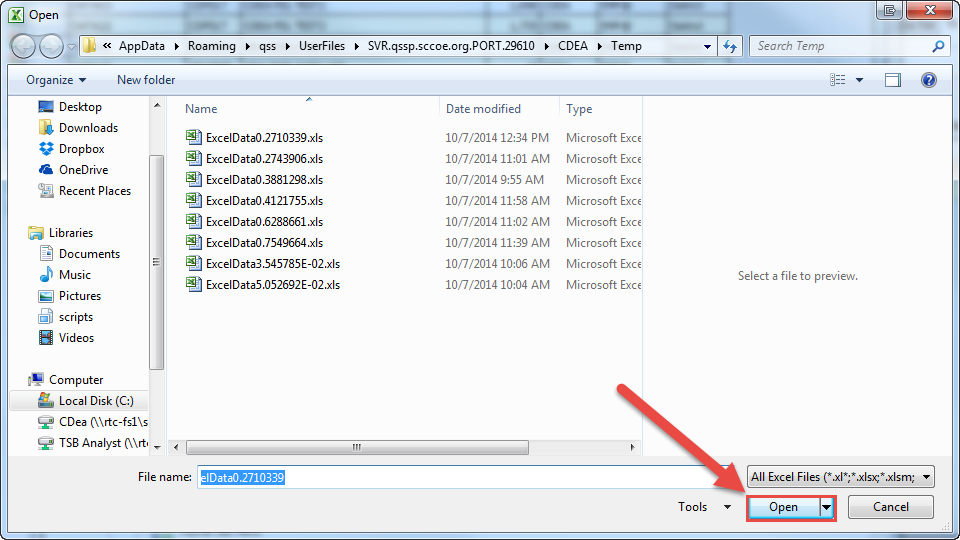 Open
« AppData Roaming qss UserFiles SVR.qssp.sccoe.org.PORT.29610 CDEA Temp Search Temp
Organize New folder
Name Date modified Type
Desktop
Downloads
Dropbox
OneDrive
Recent Places
Libraries
Documents
Music
Pictures
scripts
Videos
Computer
Local Disk (C:)
CDea (\\rtc-fs1\s
TSB Analyst (\\rtc
ExcelData0.2710339.xls 10/7/2014 12:34 PM Microsoft Exce
ExcelData0.2743906.xls 10/7/2014 11:01 AM Microsoft Exce
ExcelData0.3881298.xls 10/7/2014 9:55 AM Microsoft Exce
ExcelData0.4121755.xls 10/7/2014 11:58 AM Microsoft Exce
ExcelData0.6288661.xls 10/7/2014 11:02 AM Microsoft Exce
ExcelData0.7549664.xls 10/7/2014 11:39 AM Microsoft Exce
ExcelData3.545785E-02.xls 10/7/2014 10:06 AM Microsoft Exce
ExcelData5.052692E-02.xls 10/7/2014 10:04 AM Microsoft Exce
Select a file to preview.
File name: elData0.2710339 All Excel Files (*.xl*;*.xlsx;*.xlsm;
Tools Open Cancel